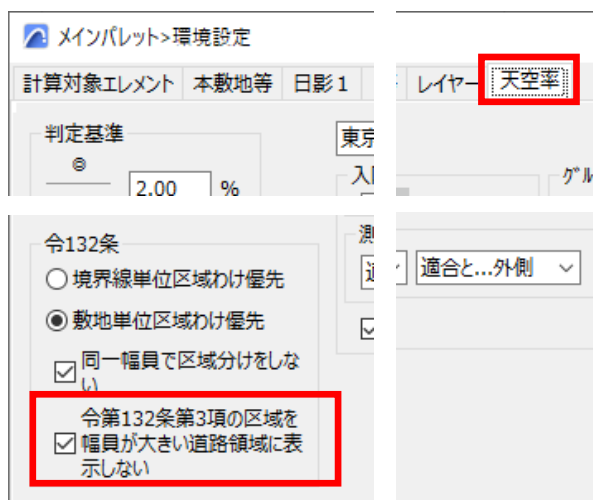 メインパレット>環境設定
計算対象エレメント 本敷地等 日影1 レイヤー 天空率
判定基準
◎
2.00 %
グル
令132条
境界線単位区域わけ優先
敷地単位区域わけ優先
適合と...外側
同一幅員で区域分けをしな
い
令第132条第3項の区域を
幅員が大きい道路領域に表
示しない